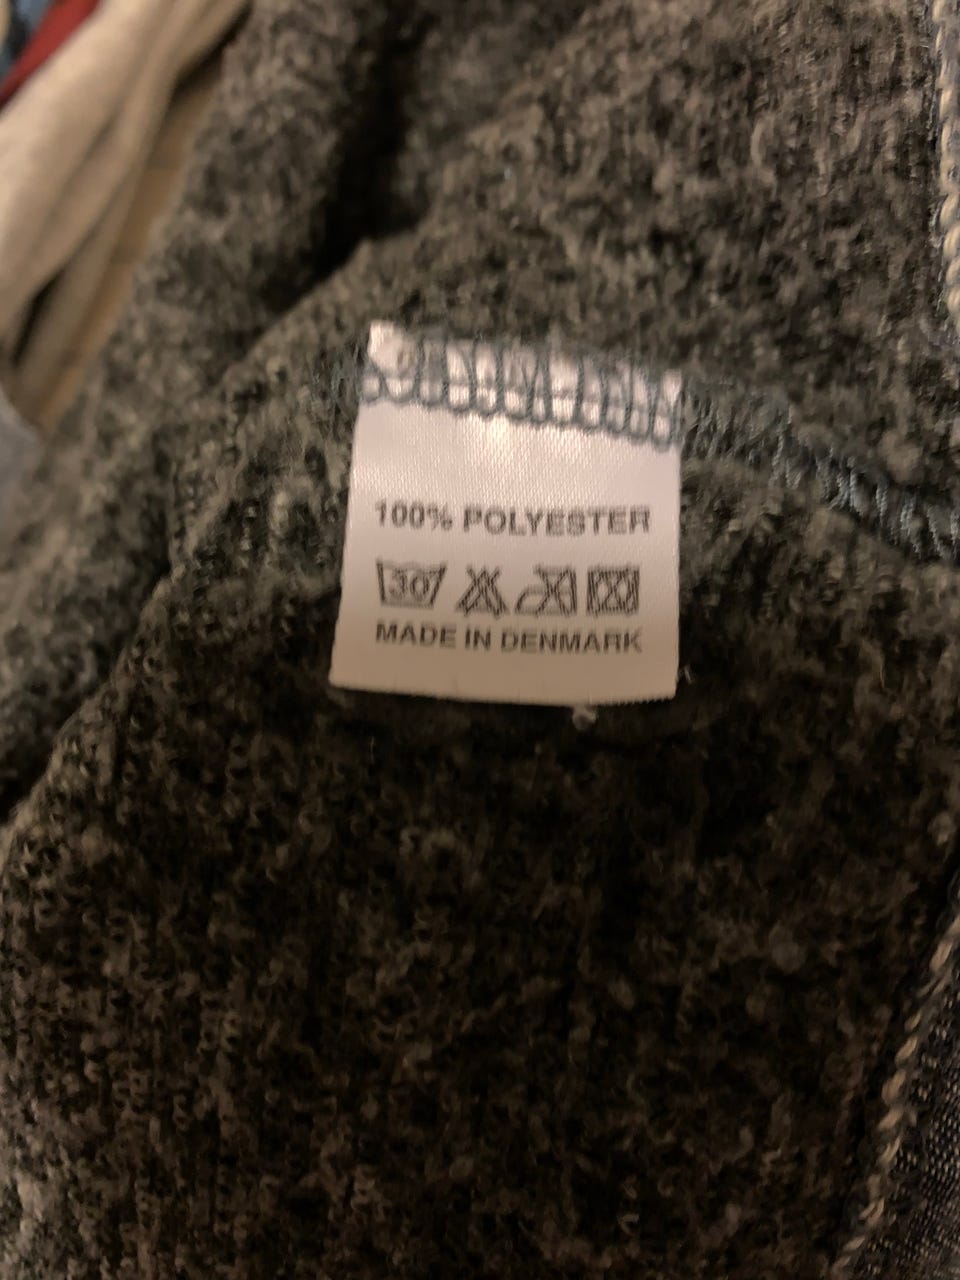 100% POLYESTER
30
MADE IN DENMARK